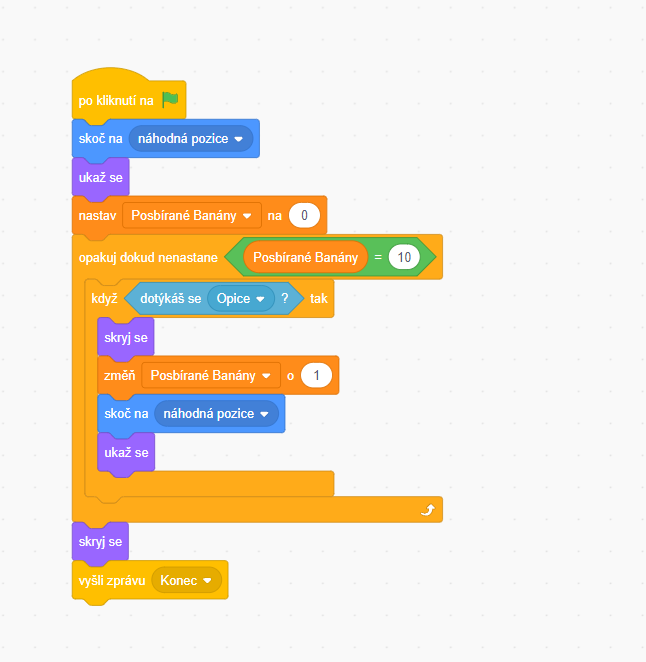 po kliknutí na
skoč na náhodná pozice
ukaž se
nastav Posbírané Banány na 0
opakuj dokud nenastane Posbírané Banány = 10
když dotýkáš se Opice ? tak
skryj se
změň Posbírané Banány o 1
skoč na náhodná pozice
ukaž se
skryj se
vyšli zprávu Konec